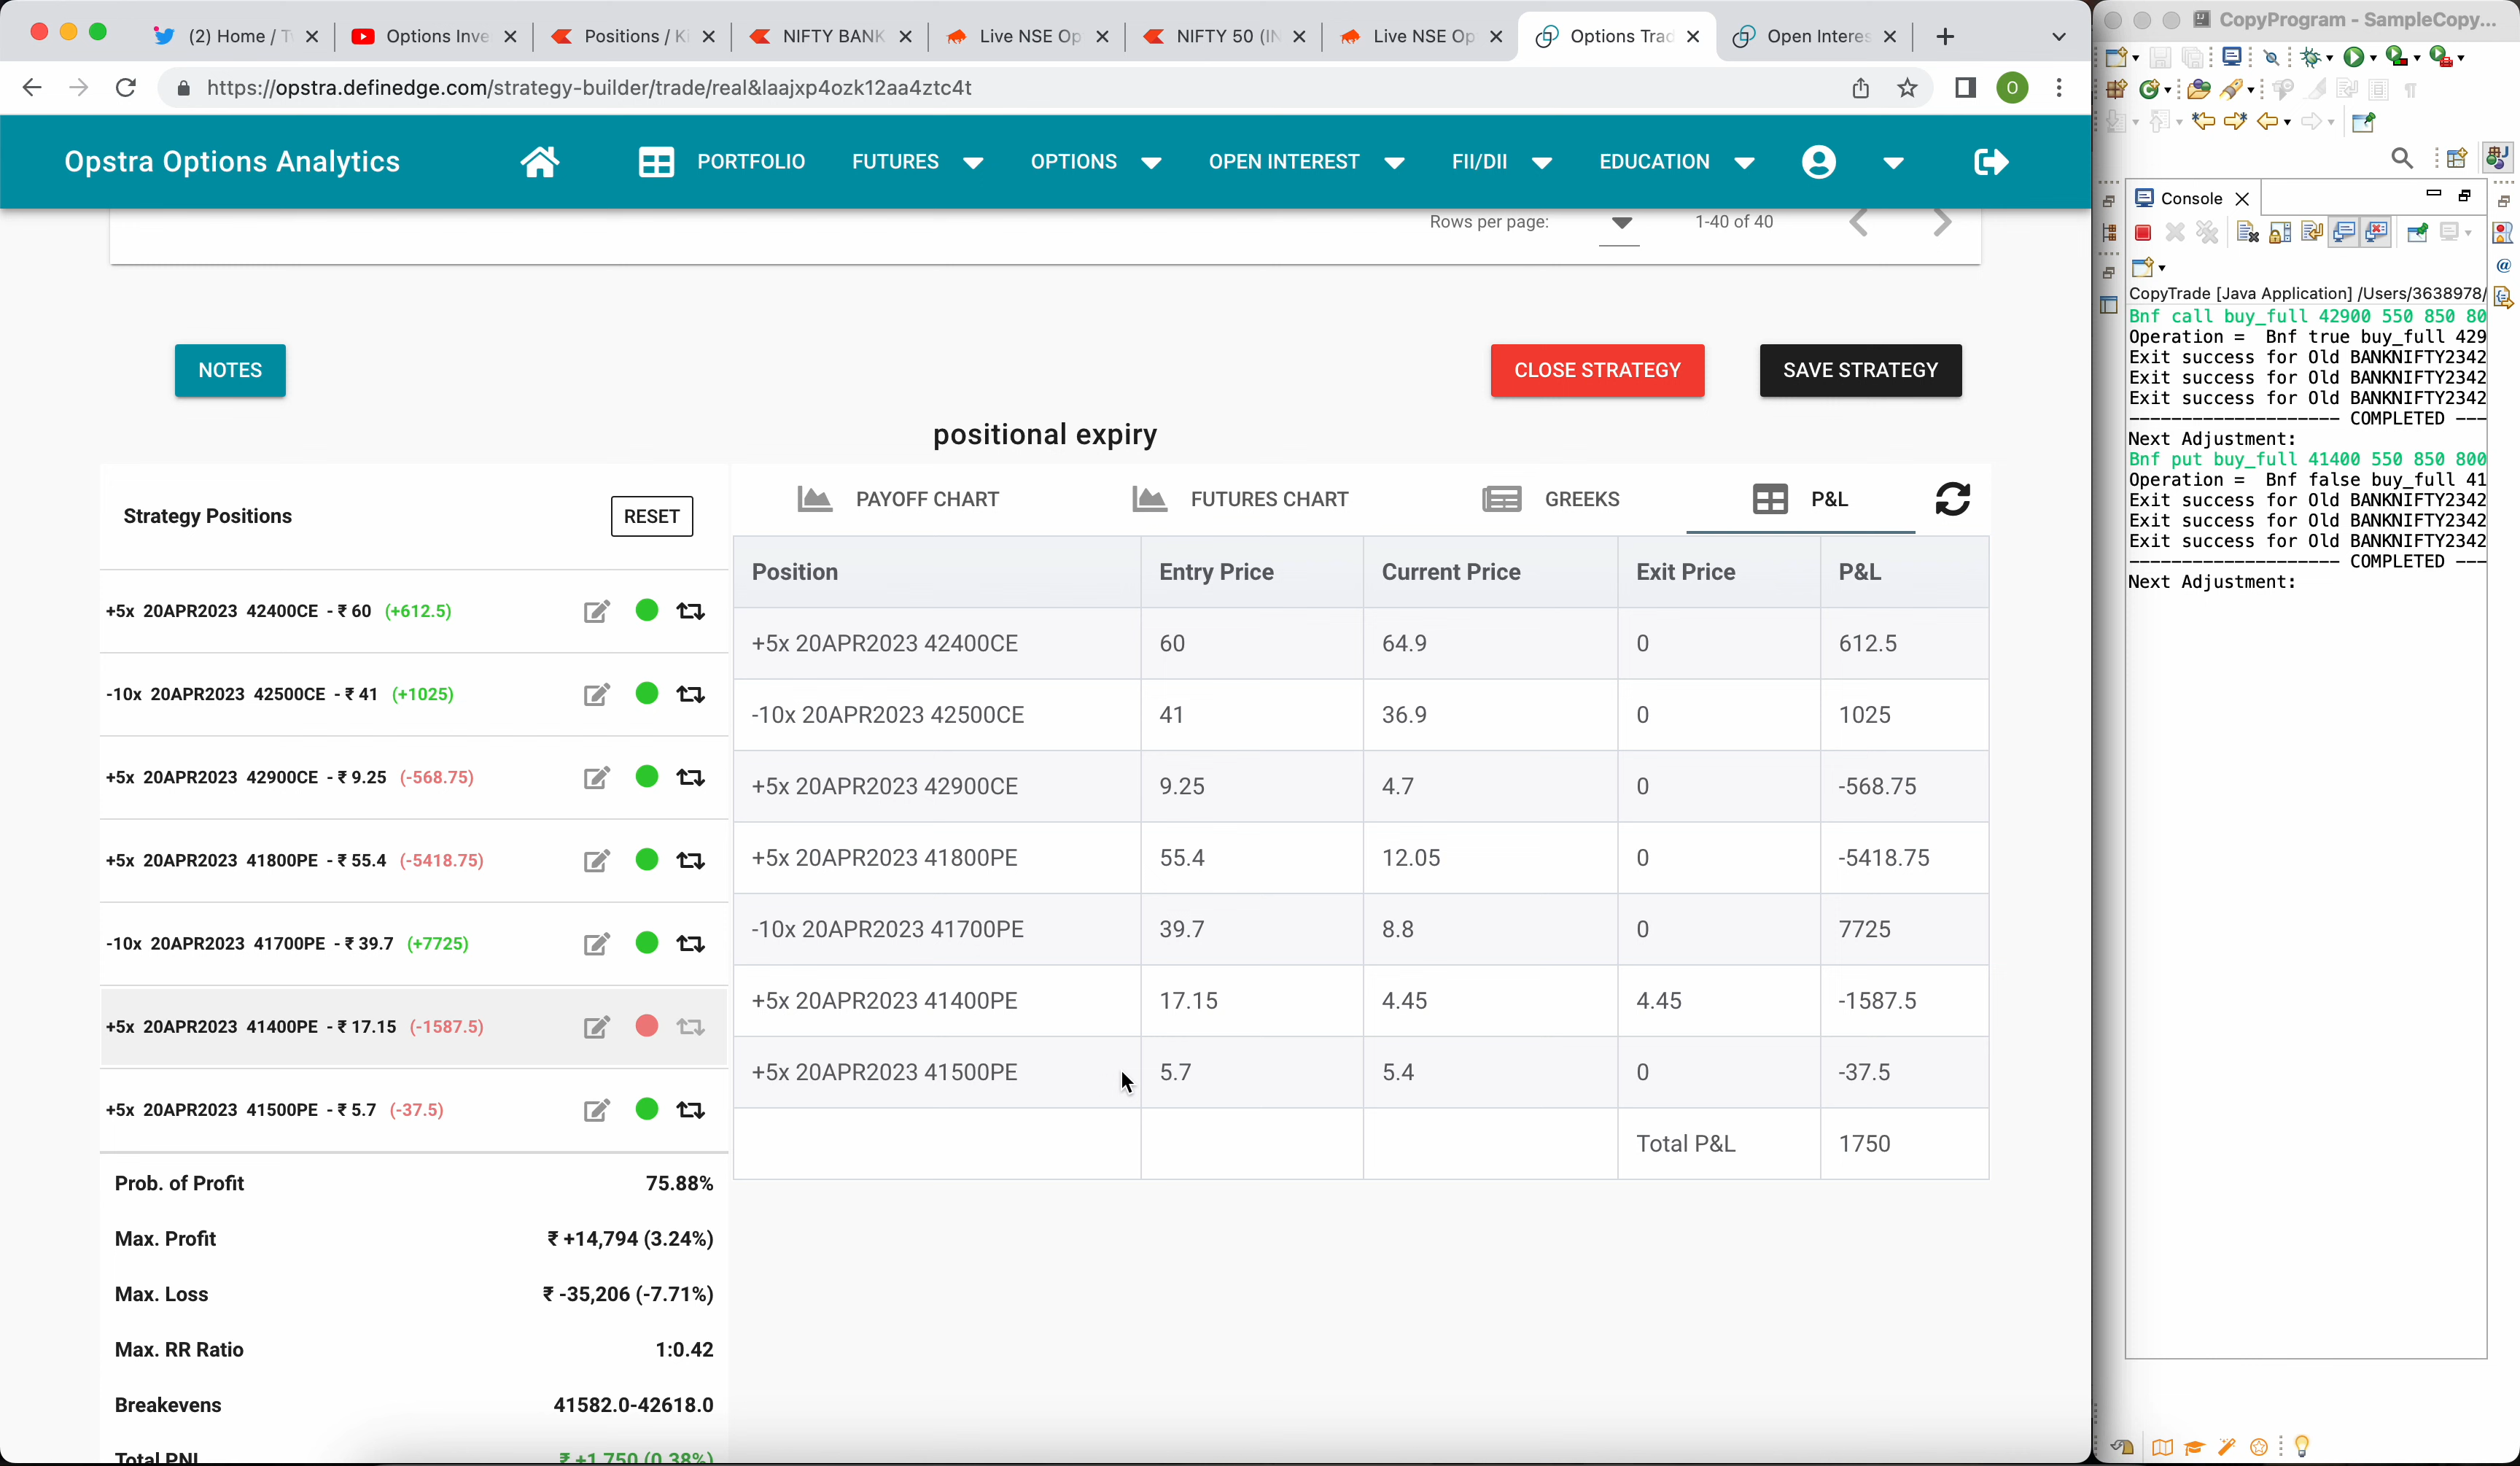 (2) Home / T
Options Inve
Positions / Ki
NIFTY BANK
Live NSE Op
NIFTY 50 (IN
Live NSE Op
Options Trad
Open Interes
CopyProgram - SampleCopy...
https://opstra.definedge.com/strategy-builder/trade/real&laajxp4ozk12aa4ztc4t
O
Opstra Options Analytics
PORTFOLIO
FUTURES
OPTIONS
OPEN INTEREST
FII/DII
EDUCATION
Rows per page:
1-40 of 40
NOTES
CLOSE STRATEGY
SAVE STRATEGY
positional expiry
Strategy Positions
RESET
PAYOFF CHART
FUTURES CHART
GREEKS
P&L
+5x 20APR2023 42400CE - ₹ 60 (+612.5)
-10x 20APR2023 42500CE - ₹ 41 (+1025)
+5x 20APR2023 42900CE - ₹ 9.25 (-568.75)
+5x 20APR2023 41800PE - ₹ 55.4 (-5418.75)
-10x 20APR2023 41700PE - ₹ 39.7 (+7725)
+5x 20APR2023 41400PE - ₹ 17.15 (-1587.5)
+5x 20APR2023 41500PE - ₹ 5.7 (-37.5)
Prob. of Profit 75.88%
Max. Profit ₹ +14,794 (3.24%)
Max. Loss ₹ -35,206 (-7.71%)
Max. RR Ratio 1:0.42
Breakevens 41582.0-42618.0
Total PNL ₹ +1,750 (0.38%)
Position Entry Price Current Price Exit Price P&L
+5x 20APR2023 42400CE 60 64.9 0 612.5
-10x 20APR2023 42500CE 41 36.9 0 1025
+5x 20APR2023 42900CE 9.25 4.7 0 -568.75
+5x 20APR2023 41800PE 55.4 12.05 0 -5418.75
-10x 20APR2023 41700PE 39.7 8.8 0 7725
+5x 20APR2023 41400PE 17.15 4.45 4.45 -1587.5
+5x 20APR2023 41500PE 5.7 5.4 0 -37.5
Total P&L 1750
Console
CopyTrade [Java Application] /Users/3638978/
Bnf call buy_full 42900 550 850 80
Operation = Bnf true buy_full 429
Exit success for Old BANKNIFTY2342
Exit success for Old BANKNIFTY2342
Exit success for Old BANKNIFTY2342
-------------------- COMPLETED ---
Next Adjustment:
Bnf put buy_full 41400 550 850 800
Operation = Bnf false buy_full 41
Exit success for Old BANKNIFTY2342
Exit success for Old BANKNIFTY2342
Exit success for Old BANKNIFTY2342
-------------------- COMPLETED ---
Next Adjustment: